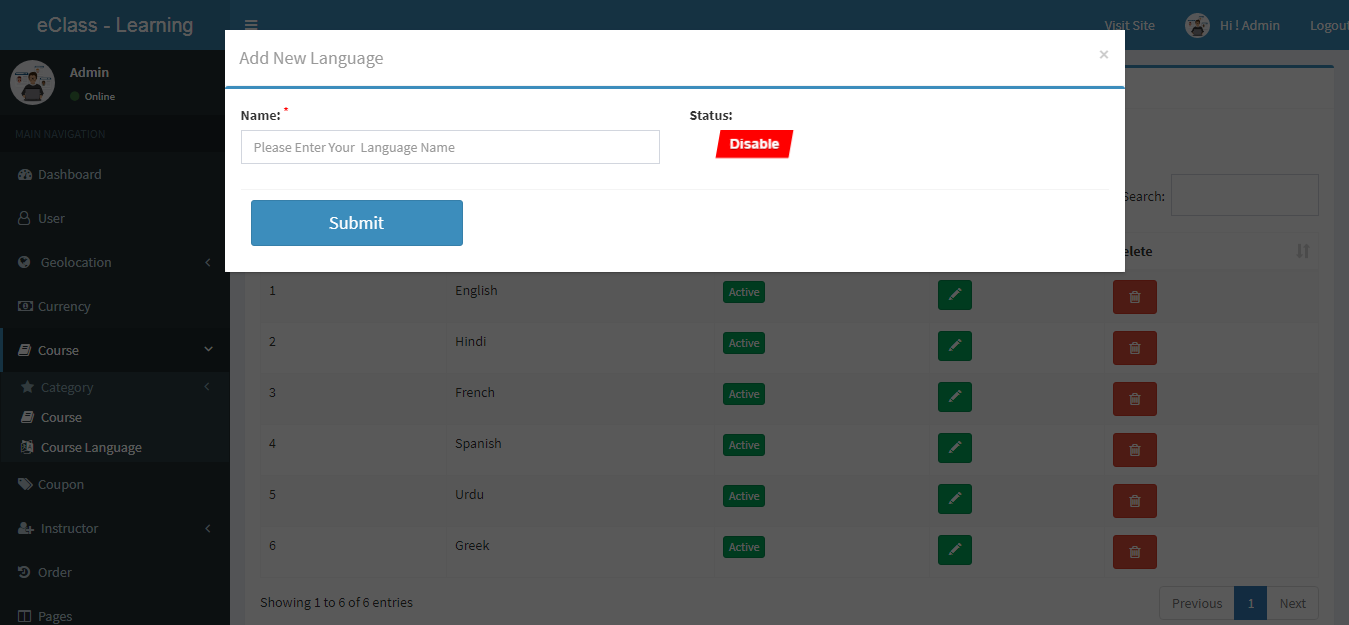 eClass - Learning
Visit Site
Hi ! Admin
Logout
Admin
Online
MAIN NAVIGATION
Dashboard
User
Geolocation
Currency
Course
Category
Course
Course Language
Coupon
Instructor
Order
Pages
Add New Language
×
Name: *
Status:
Please Enter Your Language Name
Disable
Submit
Search:
elete
1 English Active
2 Hindi Active
3 French Active
4 Spanish Active
5 Urdu Active
6 Greek Active
Showing 1 to 6 of 6 entries
Previous 1 Next